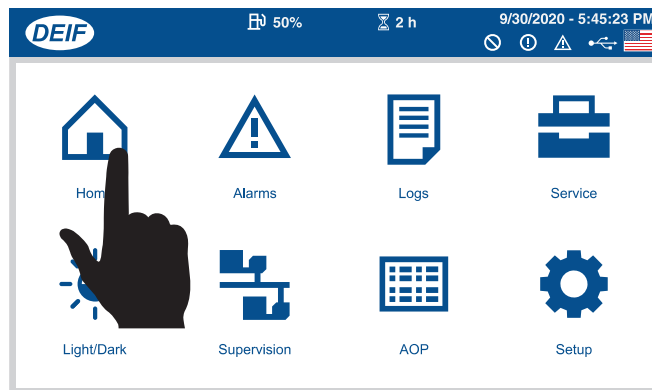 DEIF
50%
2 h
9/30/2020 - 5:45:23 PM
Alarms
Logs
Service
Light/Dark
Supervision
AOP
Setup